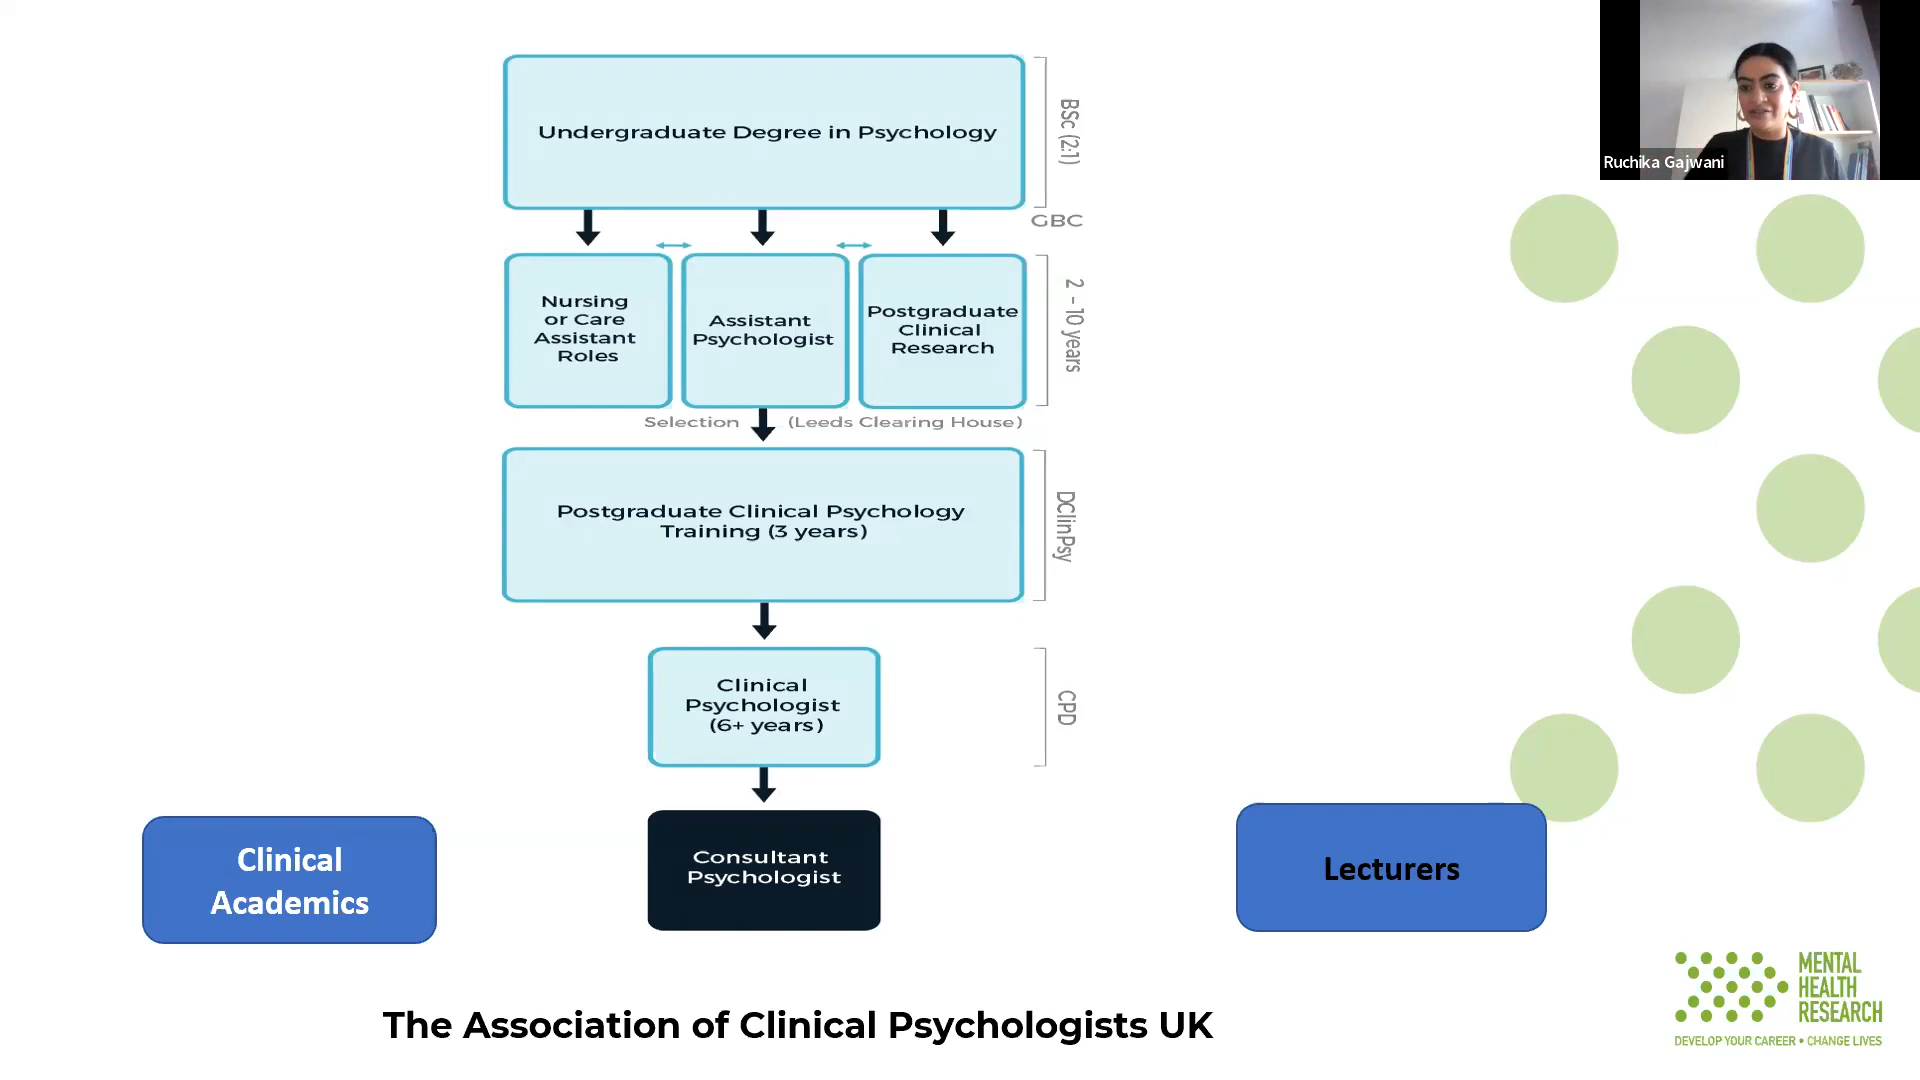 Undergraduate Degree in Psychology
BSc (2:1)
GBC
Nursing
or Care
Assistant
Roles
Assistant
Psychologist
Postgraduate
Clinical
Research
2 - 10 years
Selection
(Leeds Clearing House)
Postgraduate Clinical Psychology
Training (3 years)
DClinPsy
Clinical
Psychologist
(6+ years)
CPD
Consultant
Psychologist
Clinical
Academics
Lecturers
The Association of Clinical Psychologists UK
Ruchika Gajwani
MENTAL
HEALTH
RESEARCH
DEVELOP YOUR CAREER • CHANGE LIVES